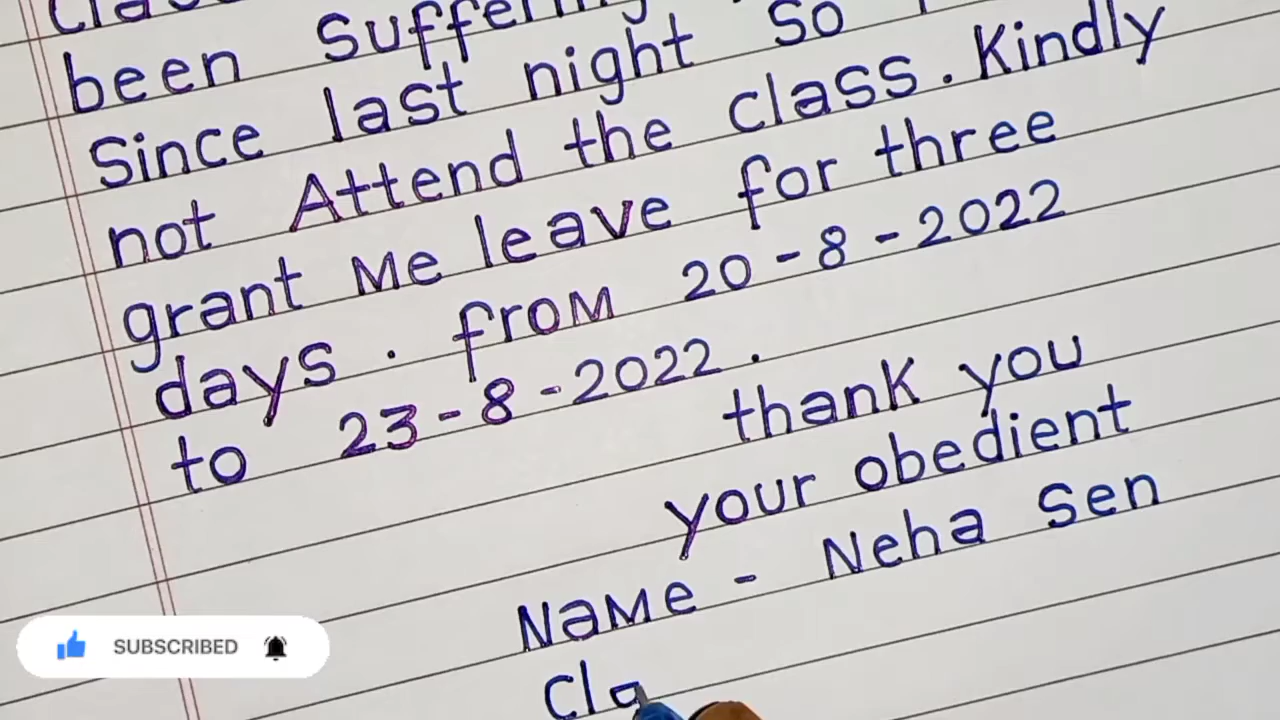 been suffering
Since last night So
not Attend the class. Kindly
grant Me leave for three
days. from 20-8-2022
to 23-8-2022.
thank you
your obedient
Name - Neha Sen
Cla
SUBSCRIBED